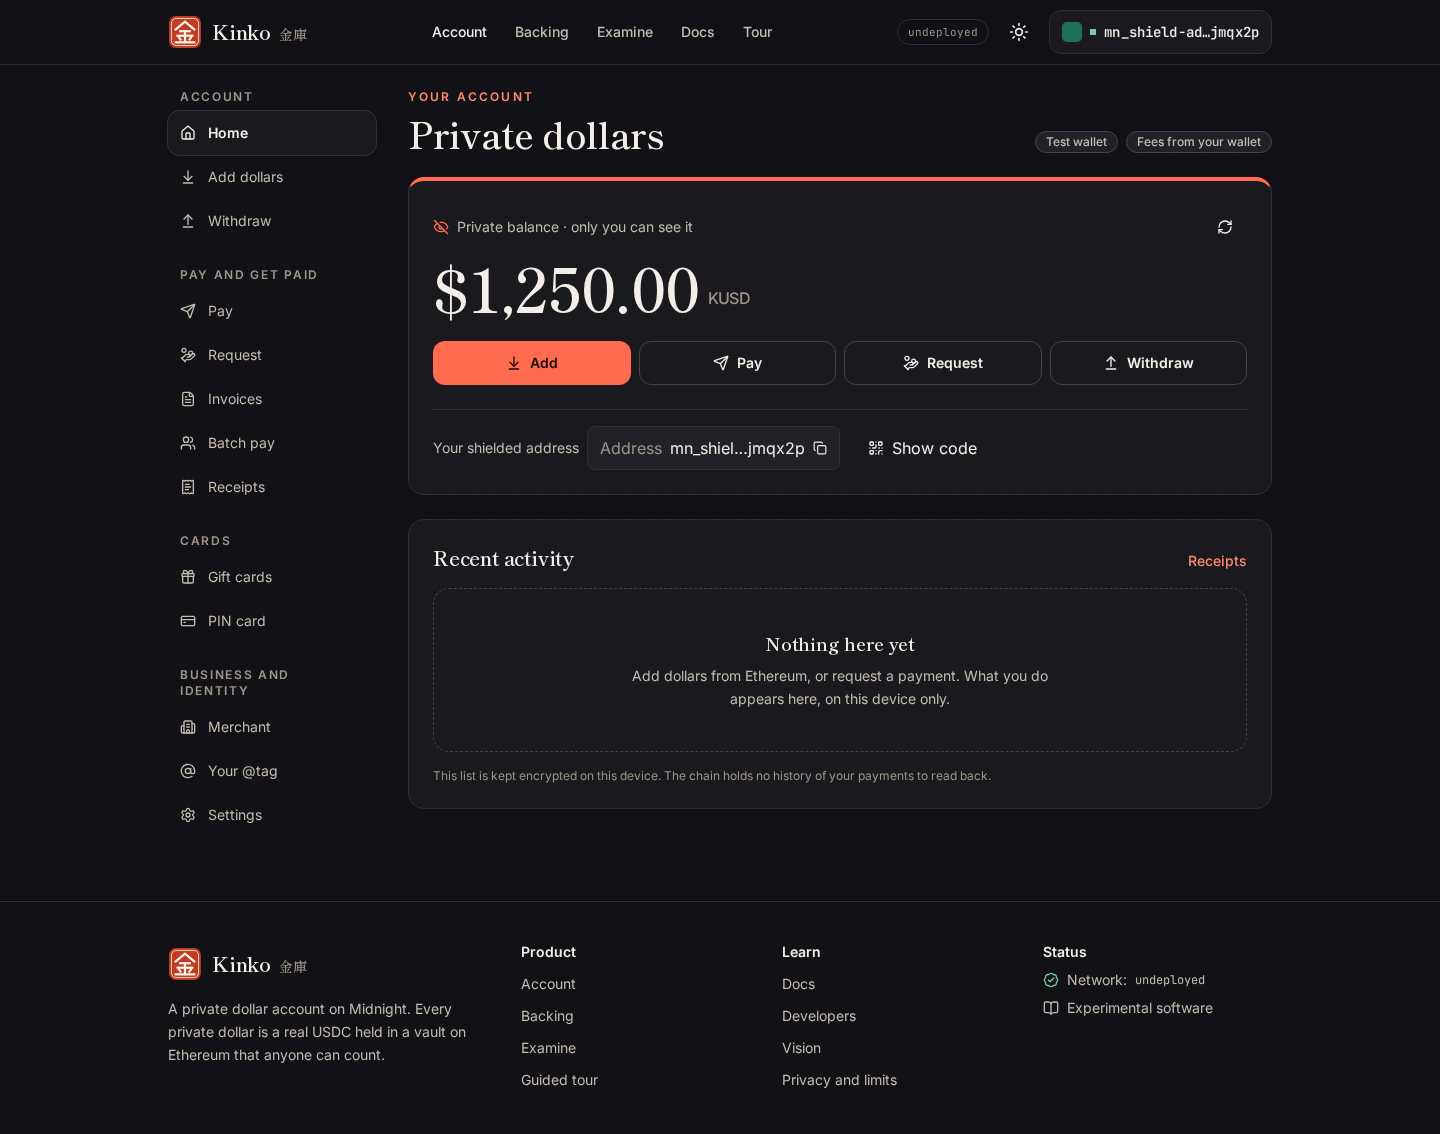 金 Kinko 金庫
Account Backing Examine Docs Tour
undeployed
mn_shield-ad…jmqx2p
ACCOUNT
Home
Add dollars
Withdraw
PAY AND GET PAID
Pay
Request
Invoices
Batch pay
Receipts
CARDS
Gift cards
PIN card
BUSINESS AND
IDENTITY
Merchant
Your @tag
Settings
YOUR ACCOUNT
Private dollars
Test wallet
Fees from your wallet
Private balance · only you can see it
$1,250.00 KUSD
Add
Pay
Request
Withdraw
Your shielded address
Address mn_shiel…jmqx2p
Show code
Recent activity
Receipts
Nothing here yet
Add dollars from Ethereum, or request a payment. What you do
appears here, on this device only.
This list is kept encrypted on this device. The chain holds no history of your payments to read back.
金 Kinko 金庫
A private dollar account on Midnight. Every
private dollar is a real USDC held in a vault on
Ethereum that anyone can count.
Product
Account
Backing
Examine
Guided tour
Learn
Docs
Developers
Vision
Privacy and limits
Status
Network: undeployed
Experimental software